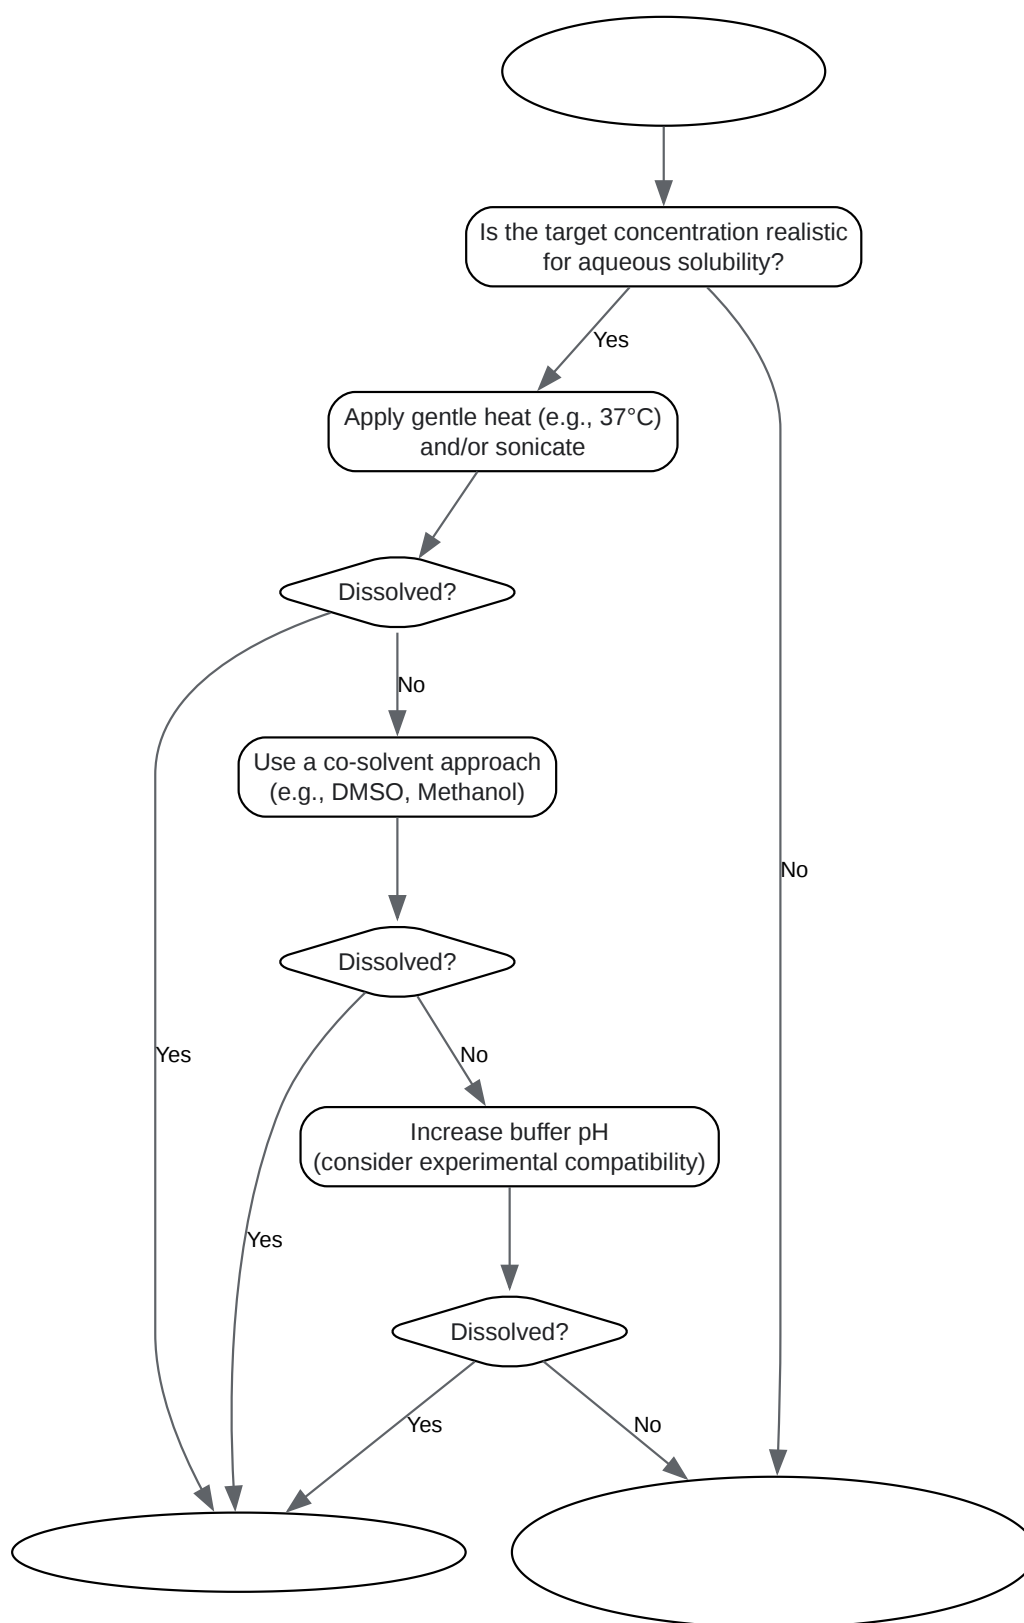 Is the target concentration realistic
for aqueous solubility?
Yes
Apply gentle heat (e.g., 37°C)
and/or sonicate
Dissolved?
No
Use a co-solvent approach
(e.g., DMSO, Methanol)
No
Dissolved?
Yes
No
Increase buffer pH
(consider experimental compatibility)
Yes
Dissolved?
Yes
No